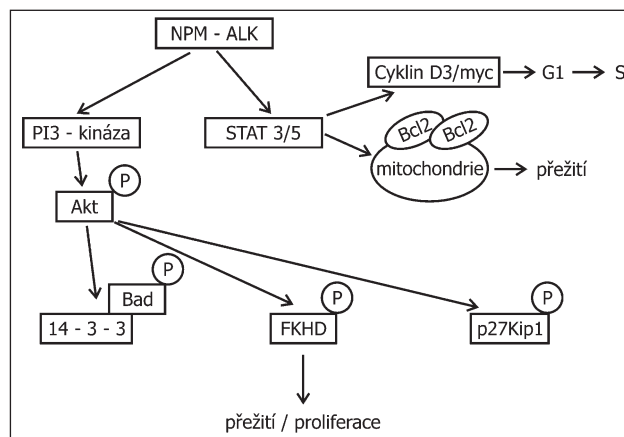 NPM - ALK
Cyklin D3/myc
G1
S
PI3 - kináza
STAT 3/5
Bcl2
Bcl2
mitochondrie
přežití
P
Akt
P
Bad
14 - 3 - 3
P
FKHD
P
p27Kip1
přežití / proliferace